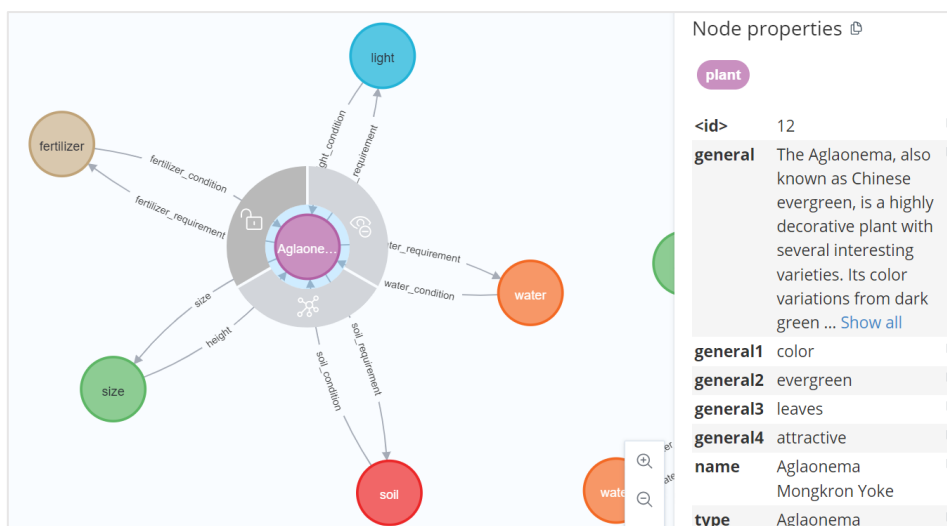 light
fertilizer
ght_condition
_requirement
fertilizer_condition
fertilizer_requirement
Aglaone...
ter_requirement
water_condition
water
size
height
size
soil_condition
soil_requirement
soil
wate
er
ate
Node properties
plant
<id> 12
general The Aglaonema, also
known as Chinese
evergreen, is a highly
decorative plant with
several interesting
varieties. Its color
variations from dark
green ... Show all
general1 color
general2 evergreen
general3 leaves
general4 attractive
name Aglaonema
Mongkron Yoke
type Aglaonema